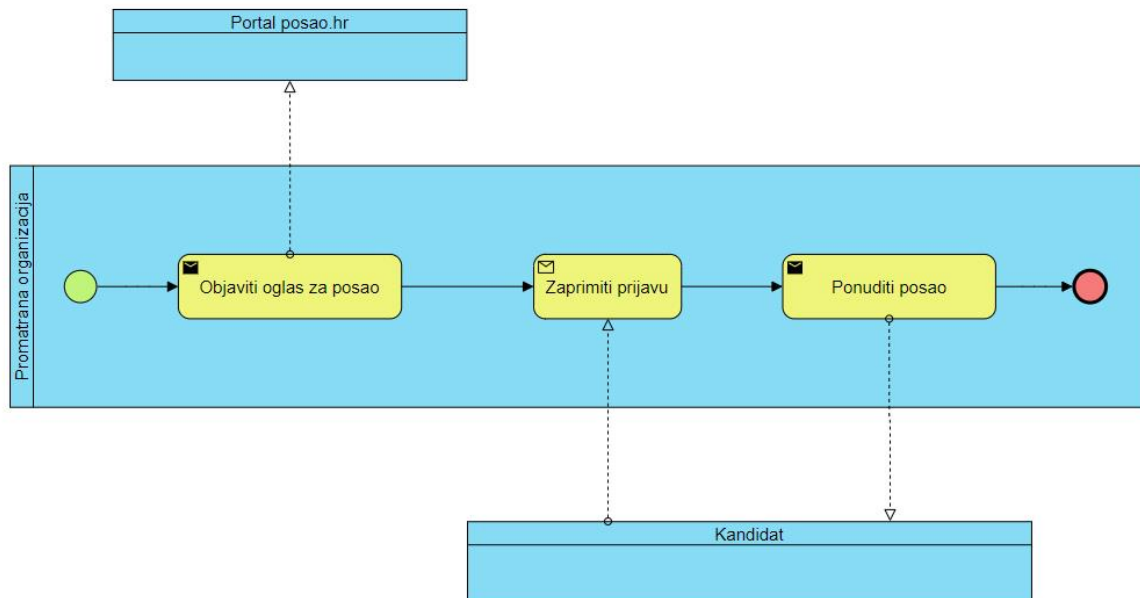 Portal posao.hr
Promatrana organizacija
Objaviti oglas za posao
Zaprimiti prijavu
Ponuditi posao
Kandidat